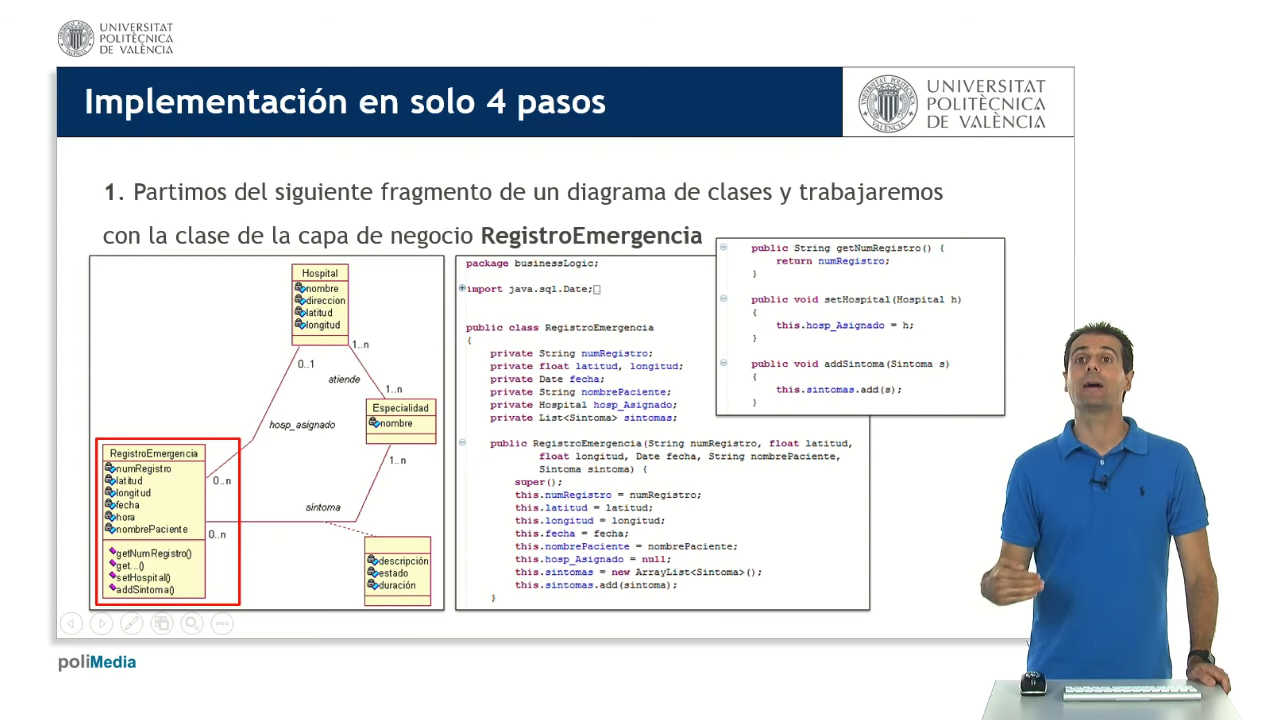 UNIVERSITAT
POLITÈCNICA
DE VALÈNCIA
Implementación en solo 4 pasos
UNIVERSITAT
POLITÈCNICA
DE VALÈNCIA
1. Partimos del siguiente fragmento de un diagrama de clases y trabajaremos
con la clase de la capa de negocio RegistroEmergencia
Hospital
nombre
direccion
latitud
longitud
0..1
1..n
atiende
1..n
Especialidad
nombre
hosp_asignado
1..n
RegistroEmergencia
numRegistro
latitud
longitud
fecha
hora
nombrePaciente
getNumRegistro()
get...()
setHospital()
addSintoma()
0..n
síntoma
0..n
descripción
estado
duración
package businessLogic;
import java.sql.Date;
public class RegistroEmergencia
{
private String numRegistro;
private float latitud, longitud;
private Date fecha;
private String nombrePaciente;
private Hospital hosp_Asignado;
private List<Sintoma> sintomas;
public RegistroEmergencia(String numRegistro, float latitud,
float longitud, Date fecha, String nombrePaciente,
Sintoma sintoma) {
super();
this.numRegistro = numRegistro;
this.latitud = latitud;
this.longitud = longitud;
this.fecha = fecha;
this.nombrePaciente = nombrePaciente;
this.hosp_Asignado = null;
this.sintomas = new ArrayList<Sintoma>();
this.sintomas.add(sintoma);
}
public String getNumRegistro() {
return numRegistro;
}
public void setHospital(Hospital h)
{
this.hosp_Asignado = h;
}
public void addSintoma(Sintoma s)
{
this.sintomas.add(s);
}
poliMedia